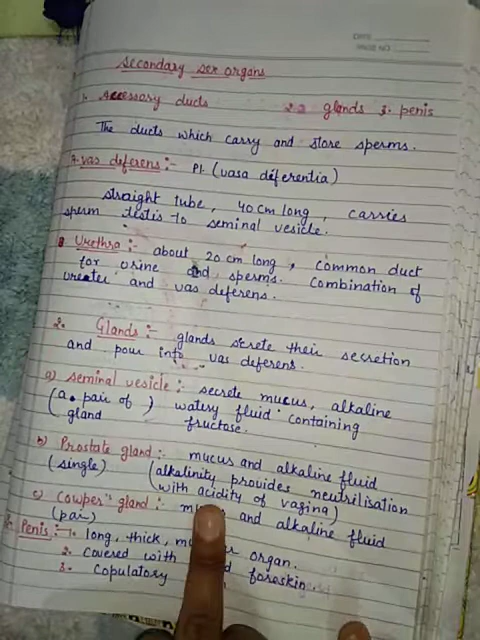 Secondary sex organs
1. Accessory ducts 2. glands 3. penis
The ducts which carry and store sperms.
A. vas deferens:- Pl. (vasa diferentia)
straight tube, 40 cm long, carries
sperm testis to seminal vesicle.
B. Urethra:- about 20 cm long, common duct
for urine and sperms. Combination of
ureater and vas deferens.
2. Glands:- glands secrete their secretion
and pour info vas deferens.
a) seminal vesicle:- secrete mucus, alkaline
(a pair of) watery fluid containing
gland fructose.
b) Prostate gland:- mucus and alkaline fluid
(single) (alkalinity provides neutrilisation
with acidity of vagina)
c) Cowper's gland:- and alkaline fluid
(pair)
3. Penis:- 1. long, thick, organ.
2. Covered with foreskin
3. Copulatory